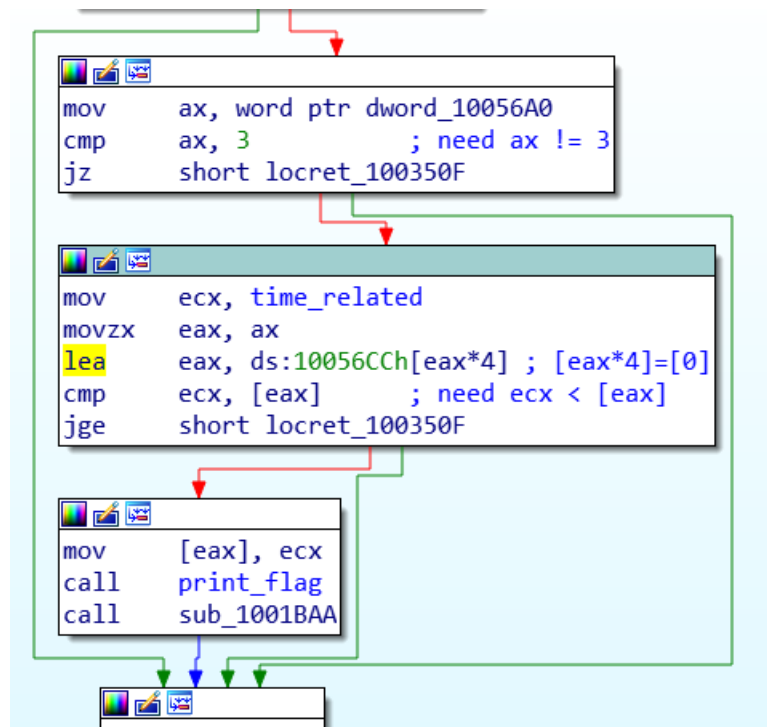 mov ax, word ptr dword_10056A0
cmp ax, 3 ; need ax != 3
jz short locret_100350F
mov ecx, time_related
movzx eax, ax
lea eax, ds:10056CCh[eax*4] ; [eax*4]=[0]
cmp ecx, [eax] ; need ecx < [eax]
jge short locret_100350F
mov [eax], ecx
call print_flag
call sub_1001BAA